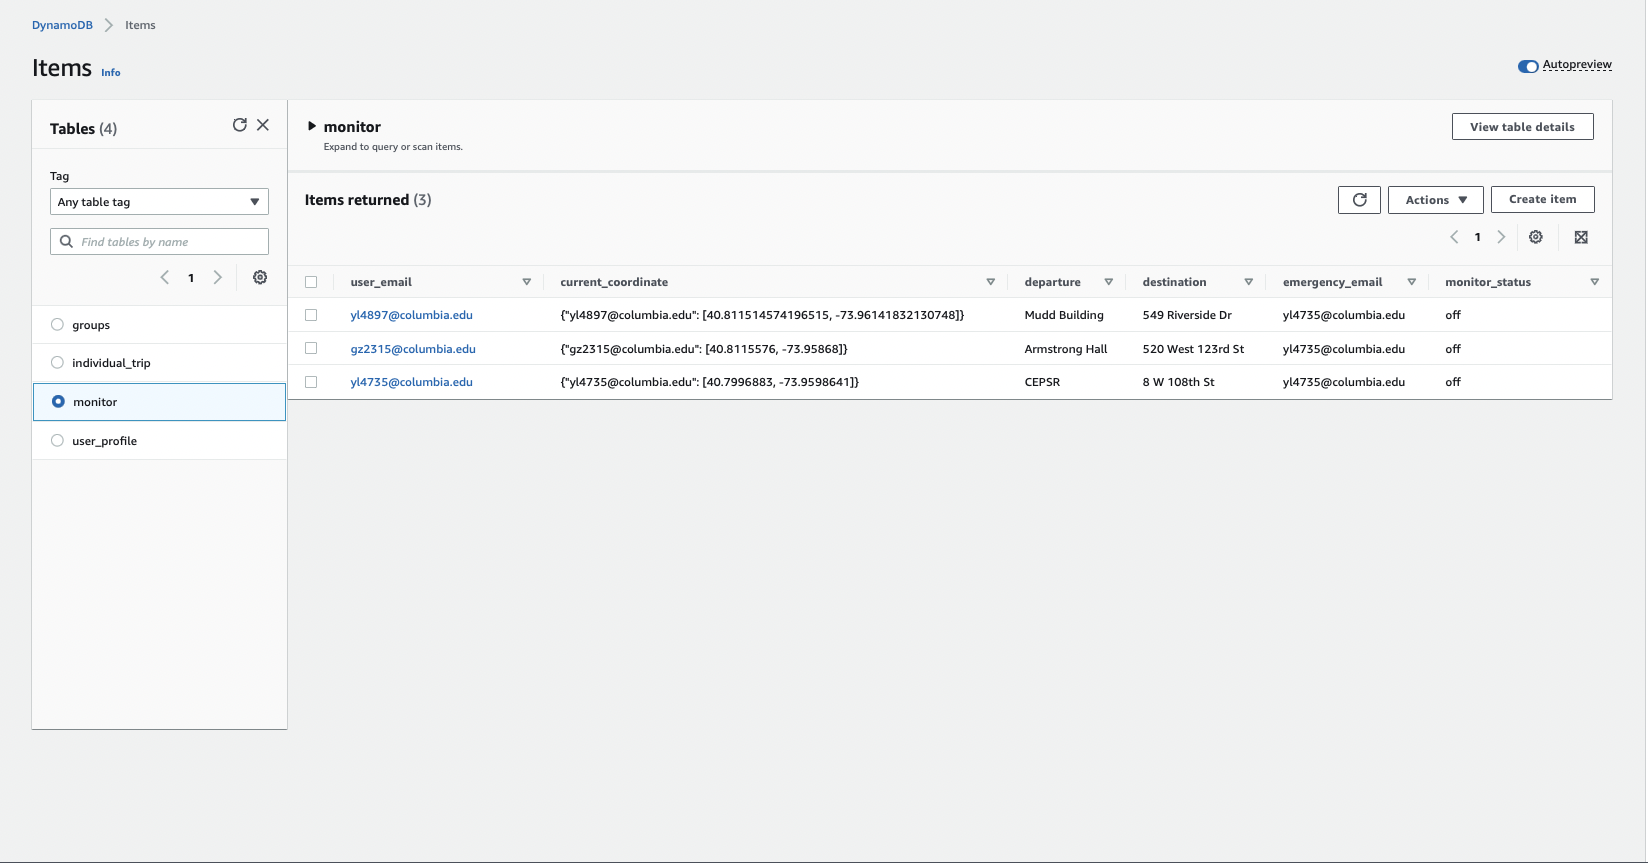 DynamoDB Items
Items Info
Autopreview
Tables (4)
Tag
Any table tag
Find tables by name
1
groups
individual_trip
monitor
user_profile
monitor
Expand to query or scan items.
View table details
Items returned (3)
Actions
Create item
1
user_email current_coordinate departure destination emergency_email monitor_status
yl4897@columbia.edu {"yl4897@columbia.edu": [40.811514574196515, -73.96141832130748]} Mudd Building 549 Riverside Dr yl4735@columbia.edu off
gz2315@columbia.edu {"gz2315@columbia.edu": [40.8115576, -73.95868]} Armstrong Hall 520 West 123rd St yl4735@columbia.edu off
yl4735@columbia.edu {"yl4735@columbia.edu": [40.7996883, -73.9598641]} CEPSR 8 W 108th St yl4735@columbia.edu off